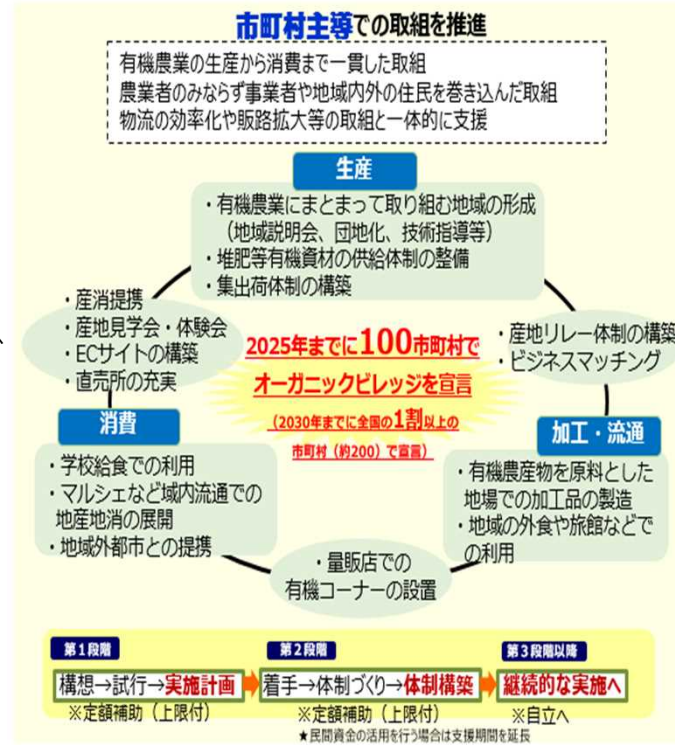 市町村主導での取組を推進
有機農業の生産から消費まで一貫した取組
農業者のみならず事業者や地域内外の住民を巻き込んだ取組
物流の効率化や販路拡大等の取組と一体的に支援
生産
・有機農業にまとまって取り組む地域の形成
（地域説明会、団地化、技術指導等）
・堆肥等有機資材の供給体制の整備
・集出荷体制の構築
・産消提携
・産地見学会・体験会
・ECサイトの構築
・直売所の充実
2025年までに100市町村で
オーガニックビレッジを宣言
（2030年までに全国の1割以上の
市町村（約200）で宣言）
・産地リレー体制の構築
・ビジネスマッチング
消費
・学校給食での利用
・マルシェなど域内流通での
地産地消の展開
・地域外都市との提携
加工・流通
・有機農産物を原料とした
地場での加工品の製造
・地域の外食や旅館などで
の利用
・量販店での
有機コーナーの設置
第1段階
構想→試行→実施計画
※定額補助（上限付）
第2段階
着手→体制づくり→体制構築
※定額補助（上限付）
★民間資金の活用を行う場合は支援期間を延長
第3段階以降
継続的な実施へ
※自立へ